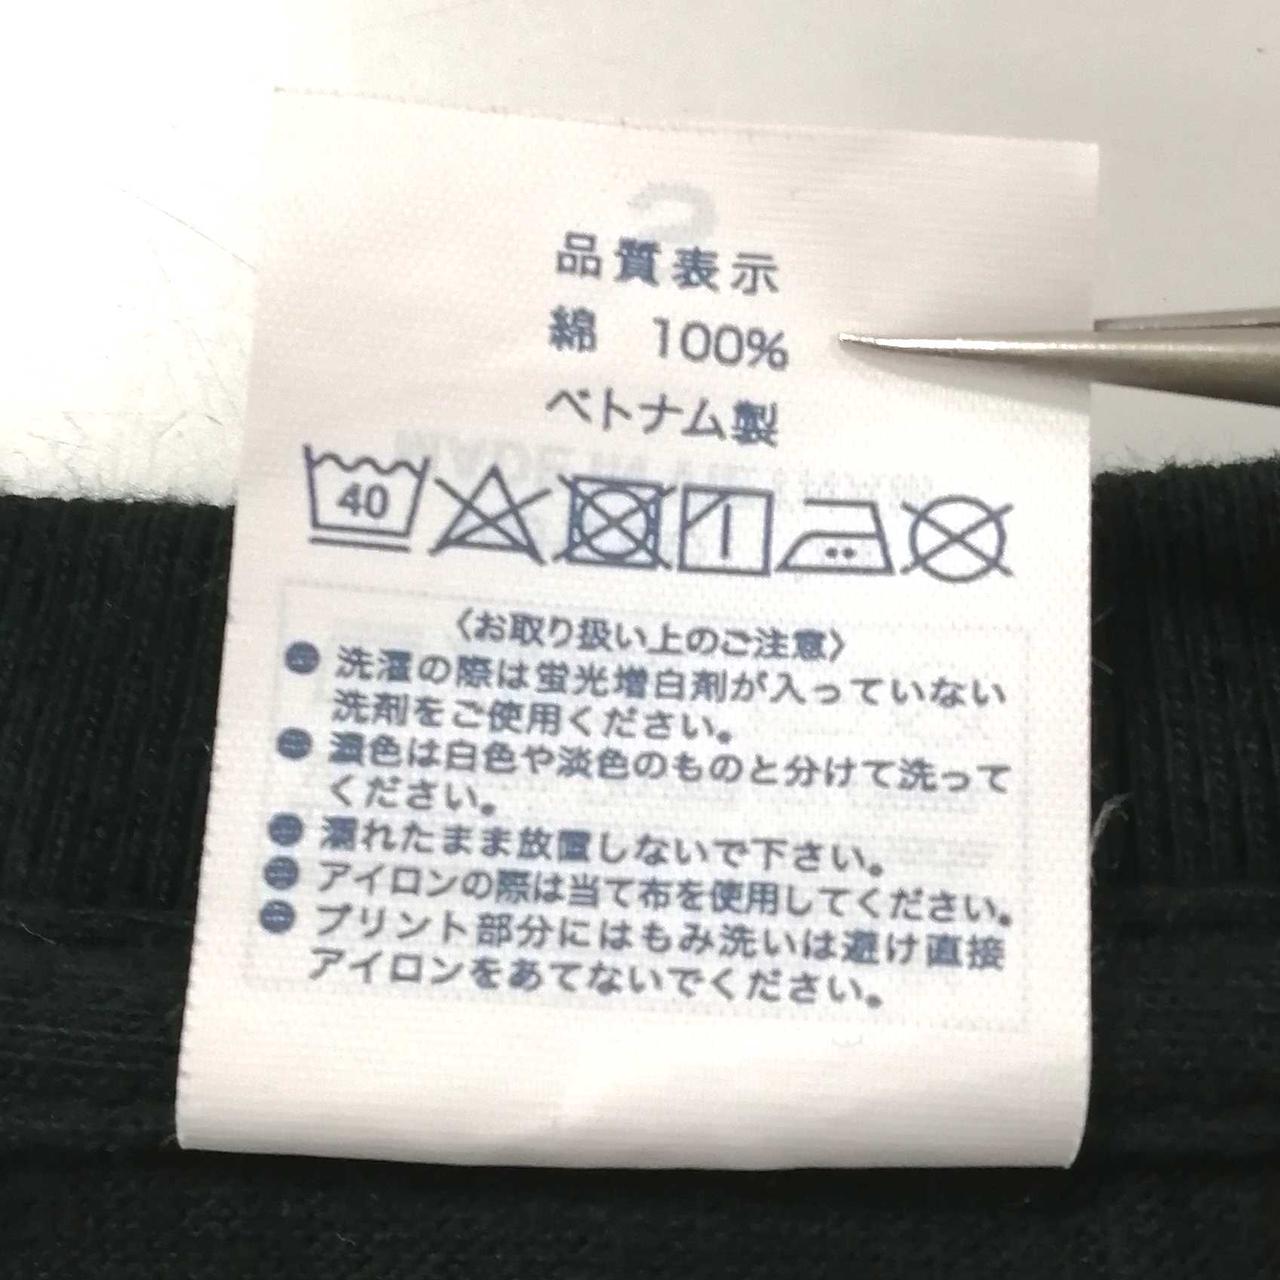 品質表示
綿 100%
ベトナム製
40
〈お取り扱い上のご注意〉
● 洗濯の際は蛍光増白剤が入っていない
洗剤をご使用ください。
● 濃色は白色や淡色のものと分けて洗って
ください。
● 濡れたまま放置しないで下さい。
● アイロンの際は当て布を使用してください。
● プリント部分にはもみ洗いは避け直接
アイロンをあてないでください。